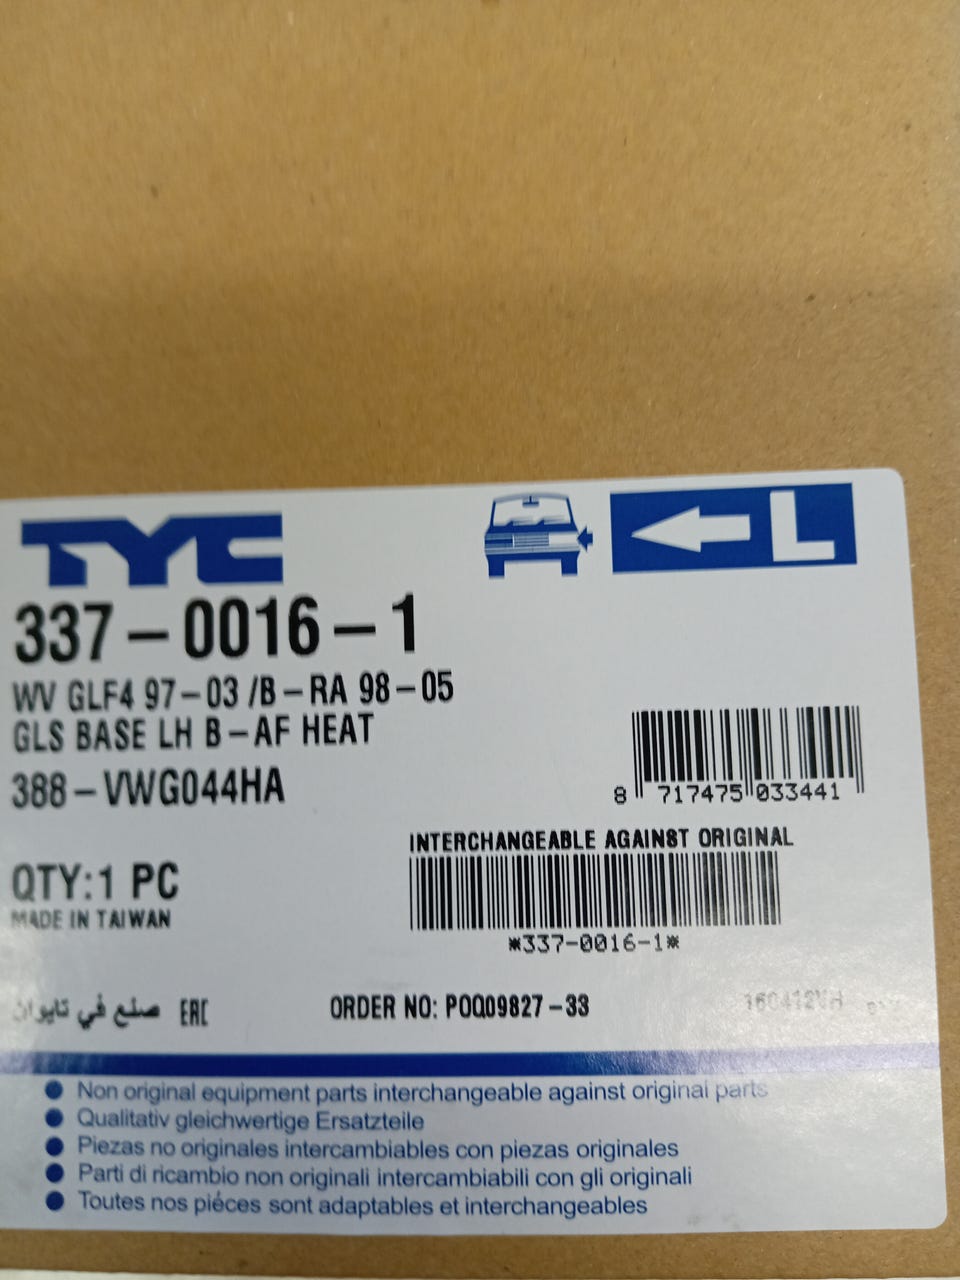 TYC
L
337-0016-1
WV GLF4 97-03 /B-RA 98-05
GLS BASE LH B-AF HEAT
388-VWG044HA
8 717475 033441
INTERCHANGEABLE AGAINST ORIGINAL
QTY:1 PC
MADE IN TAIWAN
*337-0016-1*
صنع في تايوان EAC
ORDER NO: POQ09827-33
Non original equipment parts interchangeable against original parts
Qualitativ gleichwertige Ersatzteile
Piezas no originales intercambiables con piezas originales
Parti di ricambio non originali intercambiabili con gli originali
Toutes nos piéces sont adaptables et interchangeables